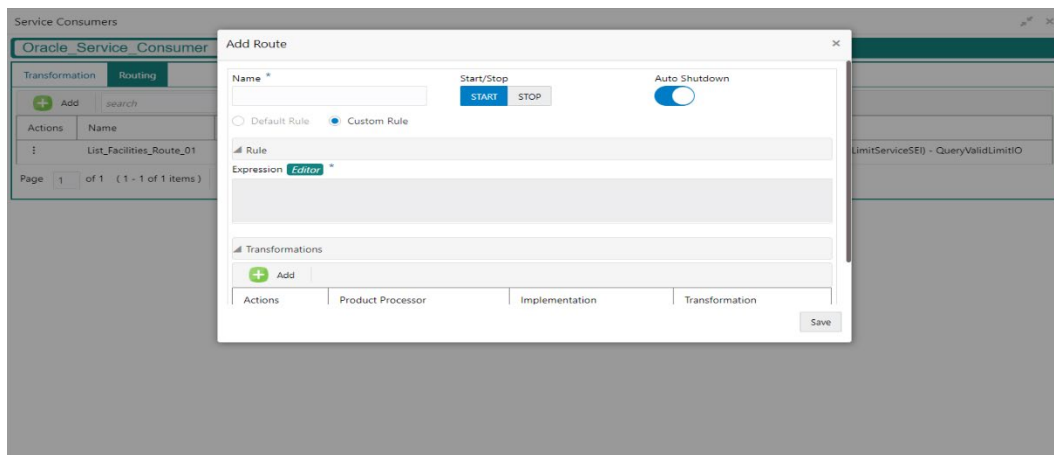 Service Consumers
Oracle_Service_Consumer
Transformation Routing
Add search
Actions Name
List_Facilities_Route_01
LimitServiceSEI) - QueryValidLimitIO
Page 1 of 1 (1 - 1 of 1 items)
Add Route
Name * Start/Stop Auto Shutdown
START STOP
Default Rule Custom Rule
Rule
Expression Editor *
Transformations
Add
Actions Product Processor Implementation Transformation
Save